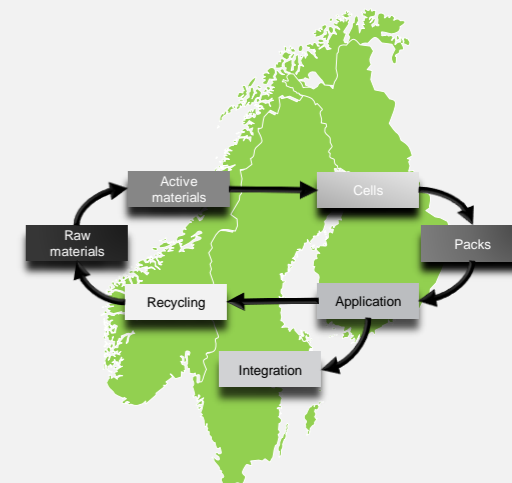 Active
materials
Cells
Raw
materials
Packs
Recycling
Application
Integration